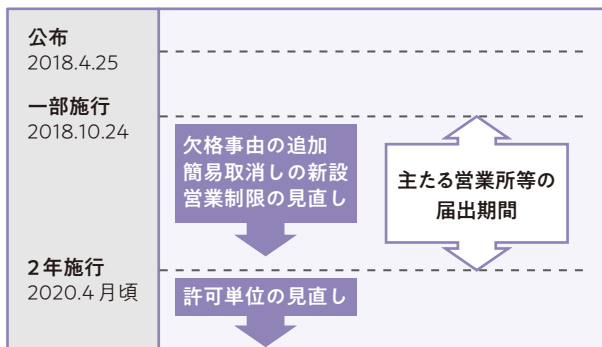 公布
2018.4.25
一部施行
2018.10.24
欠格事由の追加
簡易取消しの新設
営業制限の見直し
主たる営業所等の
届出期間
2年施行
2020.4月頃
許可単位の見直し